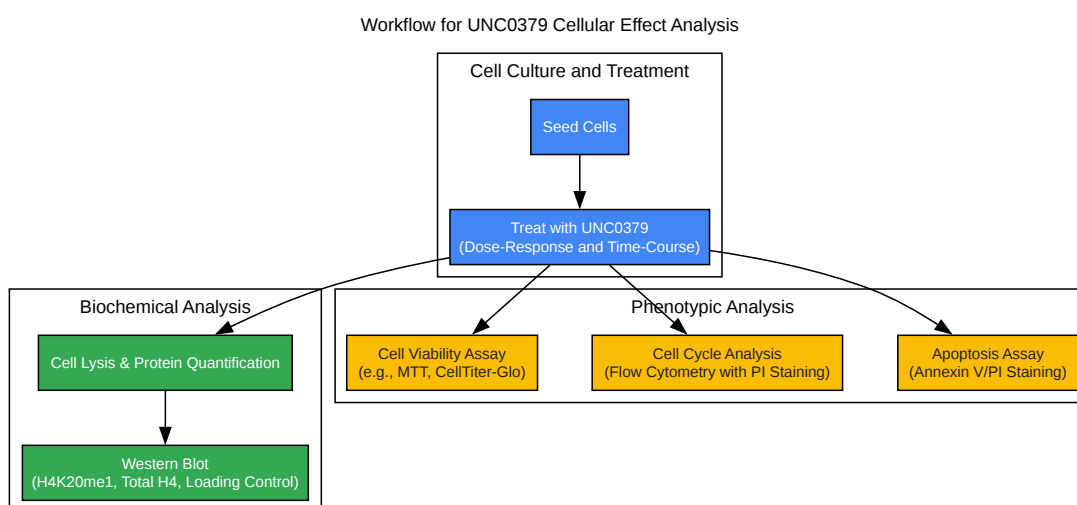 Workflow for UNC0379 Cellular Effect Analysis
Cell Culture and Treatment
Seed Cells
Treat with UNC0379
(Dose-Response and Time-Course)
Biochemical Analysis
Cell Lysis & Protein Quantification
Western Blot
(H4K20me1, Total H4, Loading Control)
Phenotypic Analysis
Cell Viability Assay
(e.g., MTT, CellTiter-Glo)
Cell Cycle Analysis
(Flow Cytometry with PI Staining)
Apoptosis Assay
(Annexin V/PI Staining)